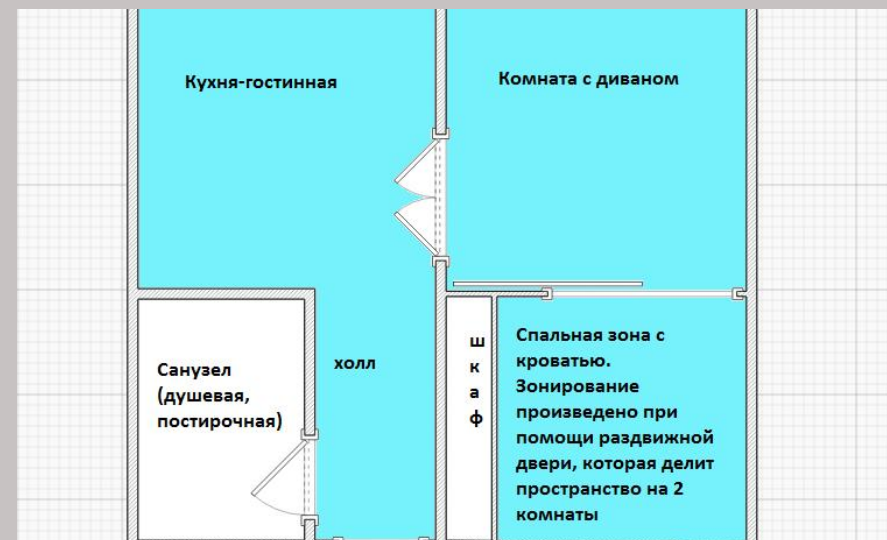 Кухня-гостинная
Комната с диваном
Санузел
(душевая,
постирочная)
холл
ш
к
а
ф
Спальная зона с
кроватью.
Зонирование
произведено при
помощи раздвижной
двери, которая делит
пространство на 2
комнаты